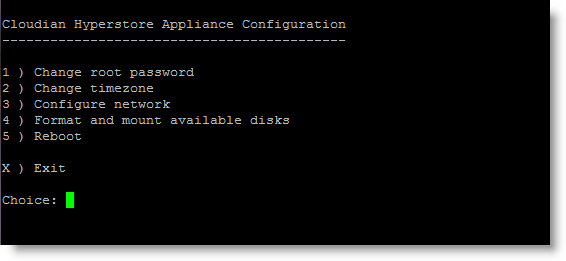 Cloudian Hyperstore Appliance Configuration
-------------------------------------------
1 ) Change root password
2 ) Change timezone
3 ) Configure network
4 ) Format and mount available disks
5 ) Reboot
X ) Exit
Choice: